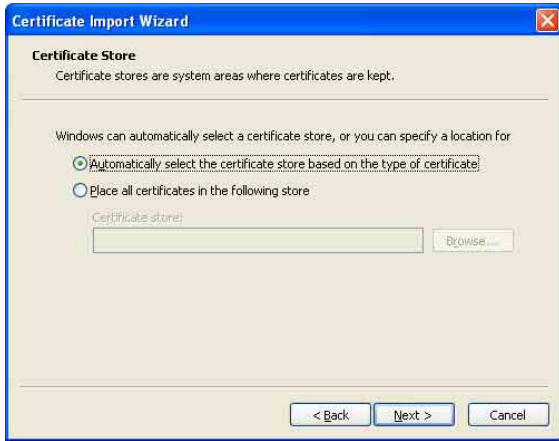 Certificate Import Wizard
Certificate Store
Certificate stores are system areas where certificates are kept.
Windows can automatically select a certificate store, or you can specify a location for
Automatically select the certificate store based on the type of certificate
Place all certificates in the following store
Certificate store:
Browse...
< Back Next > Cancel